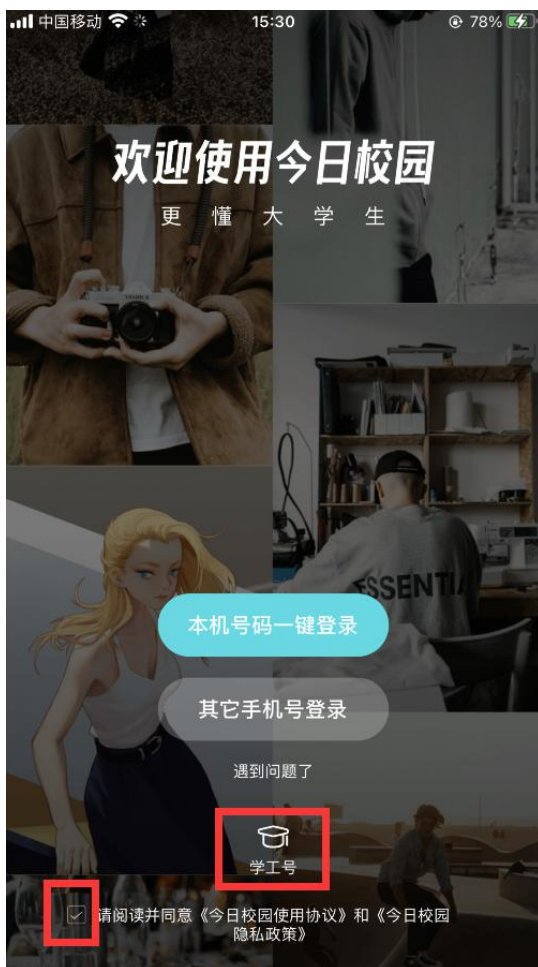 中国移动 15:30 78%
欢迎使用今日校园
更懂大学生
本机号码一键登录
其它手机号登录
遇到问题了
学工号
请阅读并同意《今日校园使用协议》和《今日校园
隐私政策》
ESSENTI